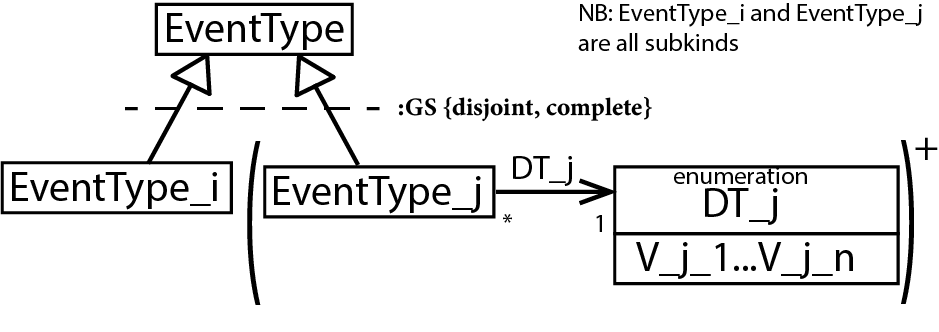 EventType
NB: EventType_i and EventType_j
are all subkinds
:GS {disjoint, complete}
EventType_i
( EventType_j
DT_j
* 1
enumeration
DT_j
V_j_1...V_j_n
)+